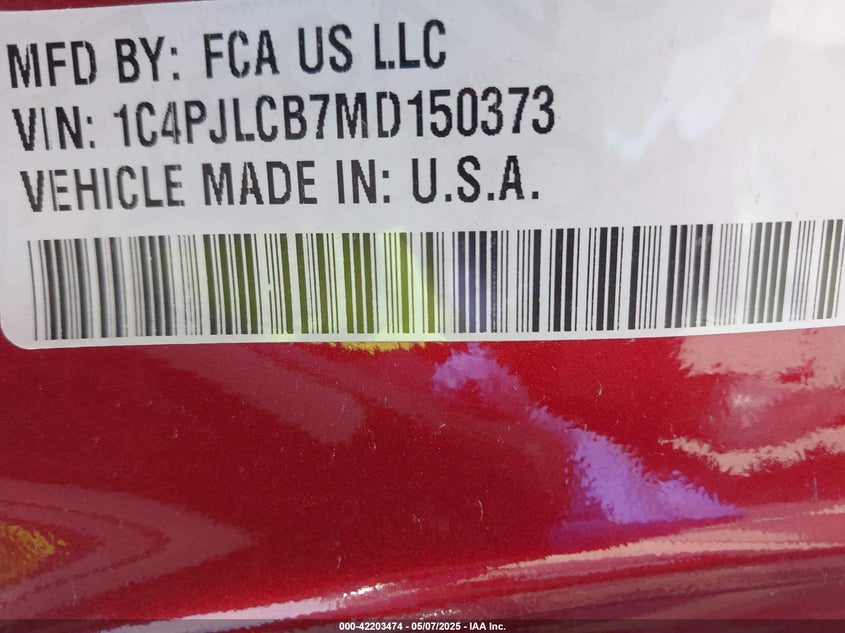 MFD BY: FCA US LLC
VIN: 1C4PJLCB7MD150373
VEHICLE MADE IN: U.S.A.
000-42203474 - 05/07/2025 - IAA Inc.